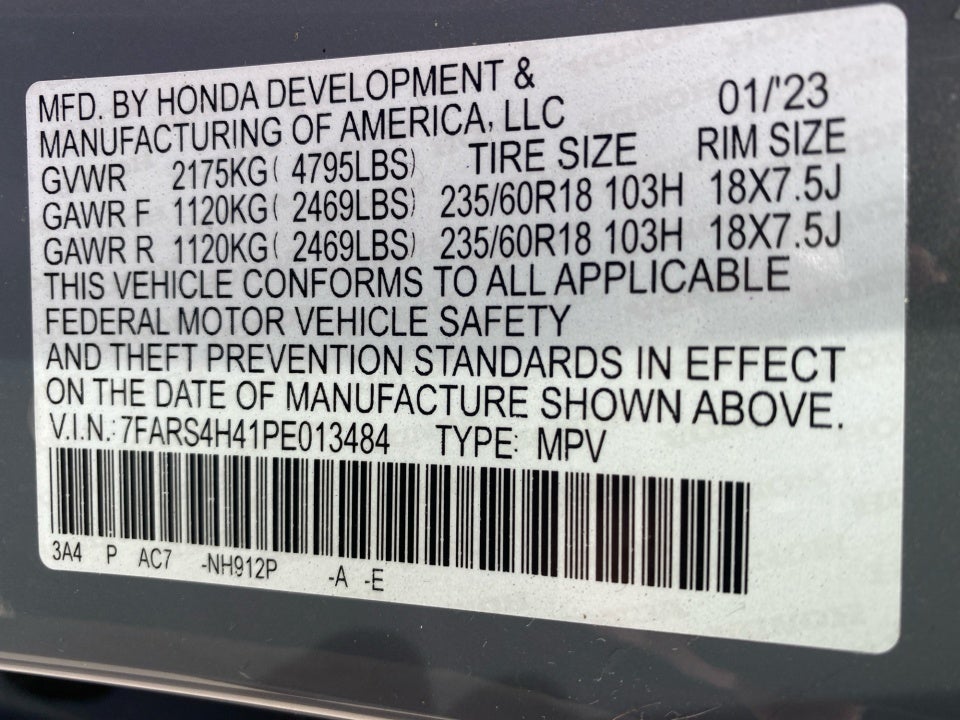 MFD. BY HONDA DEVELOPMENT &
MANUFACTURING OF AMERICA, LLC 01/'23
GVWR 2175KG( 4795LBS) TIRE SIZE RIM SIZE
GAWR F 1120KG( 2469LBS) 235/60R18 103H 18X7.5J
GAWR R 1120KG( 2469LBS) 235/60R18 103H 18X7.5J
THIS VEHICLE CONFORMS TO ALL APPLICABLE
FEDERAL MOTOR VEHICLE SAFETY
AND THEFT PREVENTION STANDARDS IN EFFECT
ON THE DATE OF MANUFACTURE SHOWN ABOVE.
V.I.N.: 7FARS4H41PE013484 TYPE: MPV
3A4 P AC7 -NH912P -A -E